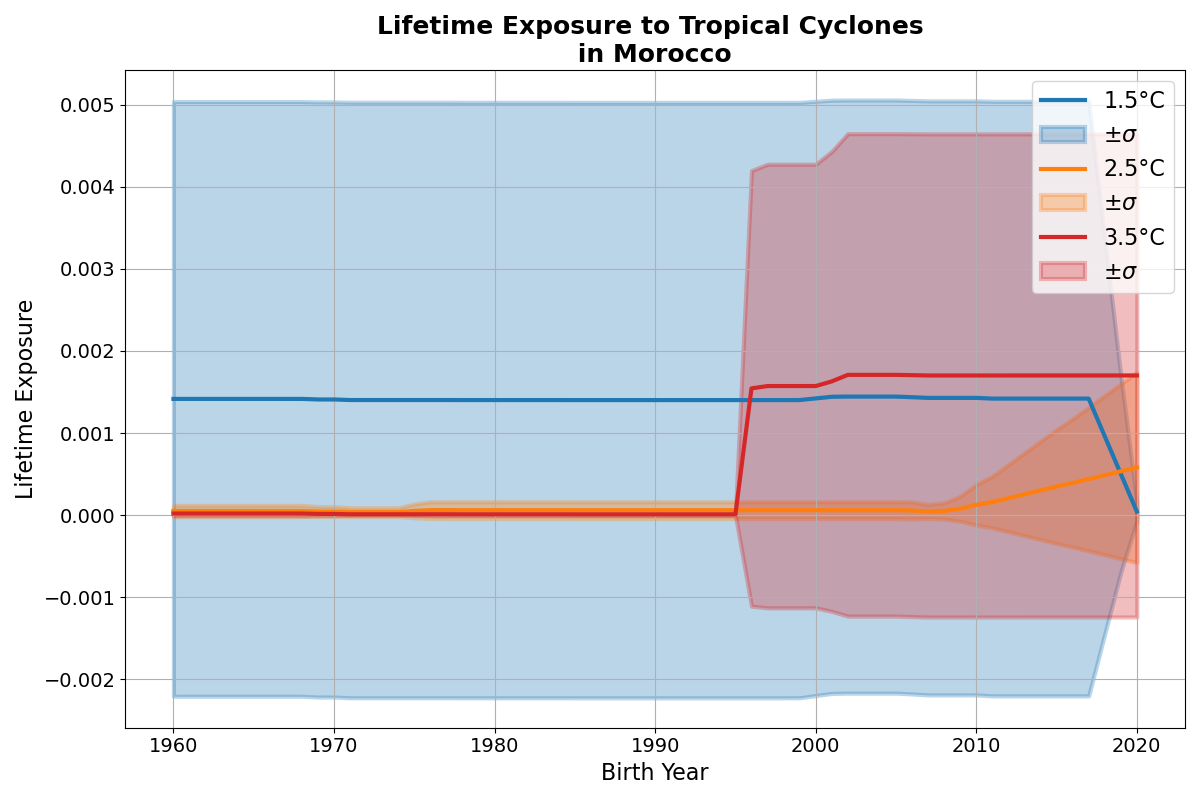 Lifetime Exposure to Tropical Cyclones
in Morocco
0.005
0.004
0.003
0.002
0.001
0.000
−0.001
−0.002
Lifetime Exposure
1960
1970
1980
1990
2000
2010
2020
Birth Year
1.5°C
±σ
2.5°C
±σ
3.5°C
±σ